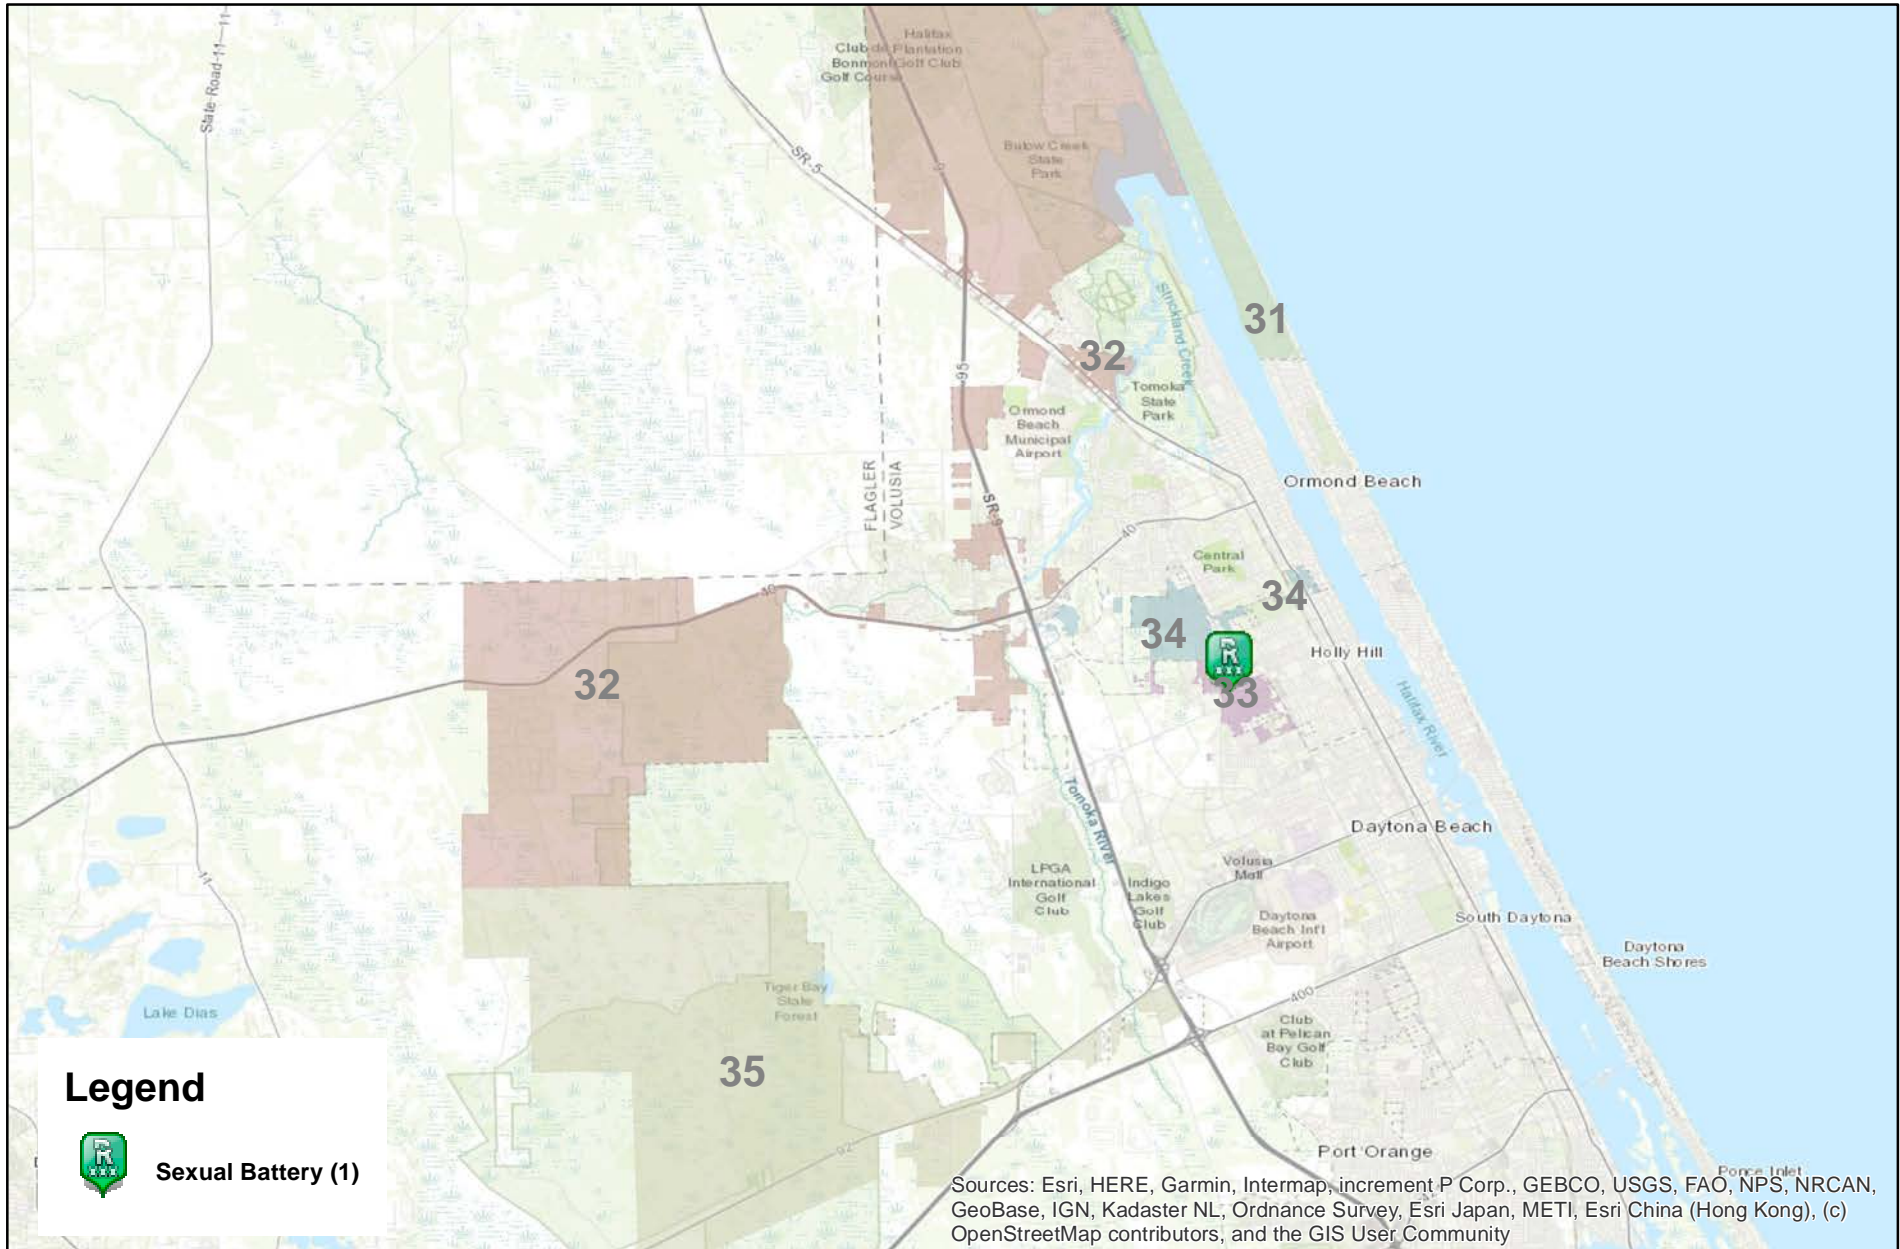 Halifax
Plantation
Golf Club
Club de
Bonmont
Golf Course
State-Road-11
11
SR-5
9
Bulow Creek
State
Park
31
Strickland Creek
32
Tomoka
State
Park
95
Ormond
Beach
Municipal
Airport
FLAGLER
VOLUSIA
SR-9
Ormond Beach
40
Central
Park
34
40
34
Holly Hill
32
33
Halifax River
Tomoka River
Daytona Beach
Volusia
Mall
LPGA
International
Golf
Club
Indigo
Lakes
Golf
Club
11
South Daytona
Daytona
Beach Int'l
Airport
Daytona
Beach Shores
Tiger Bay
State
Forest
400
Lake Dias
Club
at Pelican
Bay Golf
Club
35
92
Port Orange
Ponce Inlet
Legend
R
Sexual Battery (1)
Sources: Esri, HERE, Garmin, Intermap, increment P Corp., GEBCO, USGS, FAO, NPS, NRCAN,
GeoBase, IGN, Kadaster NL, Ordnance Survey, Esri Japan, METI, Esri China (Hong Kong), (c)
OpenStreetMap contributors, and the GIS User Community